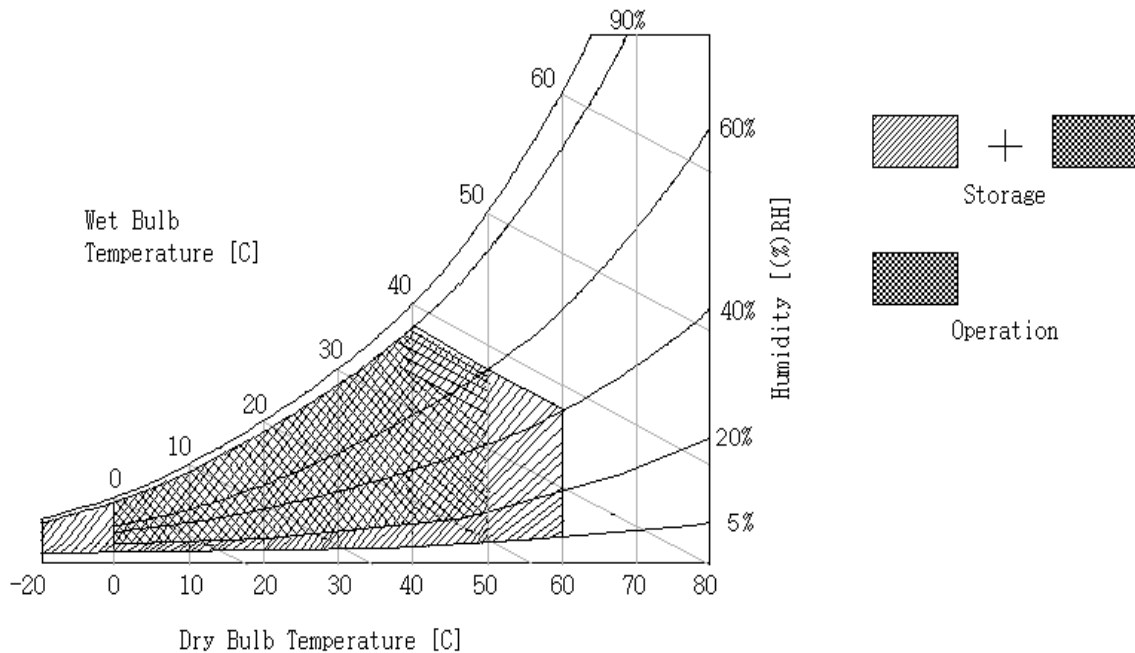 90%
60
60%
50
Wet Bulb
Temperature [C]
40
40%
30
20
20%
10
0
5%
-20 0 10 20 30 40 50 60 70 80
Dry Bulb Temperature [C]
Humidity [(%)RH]
+
Storage
Operation